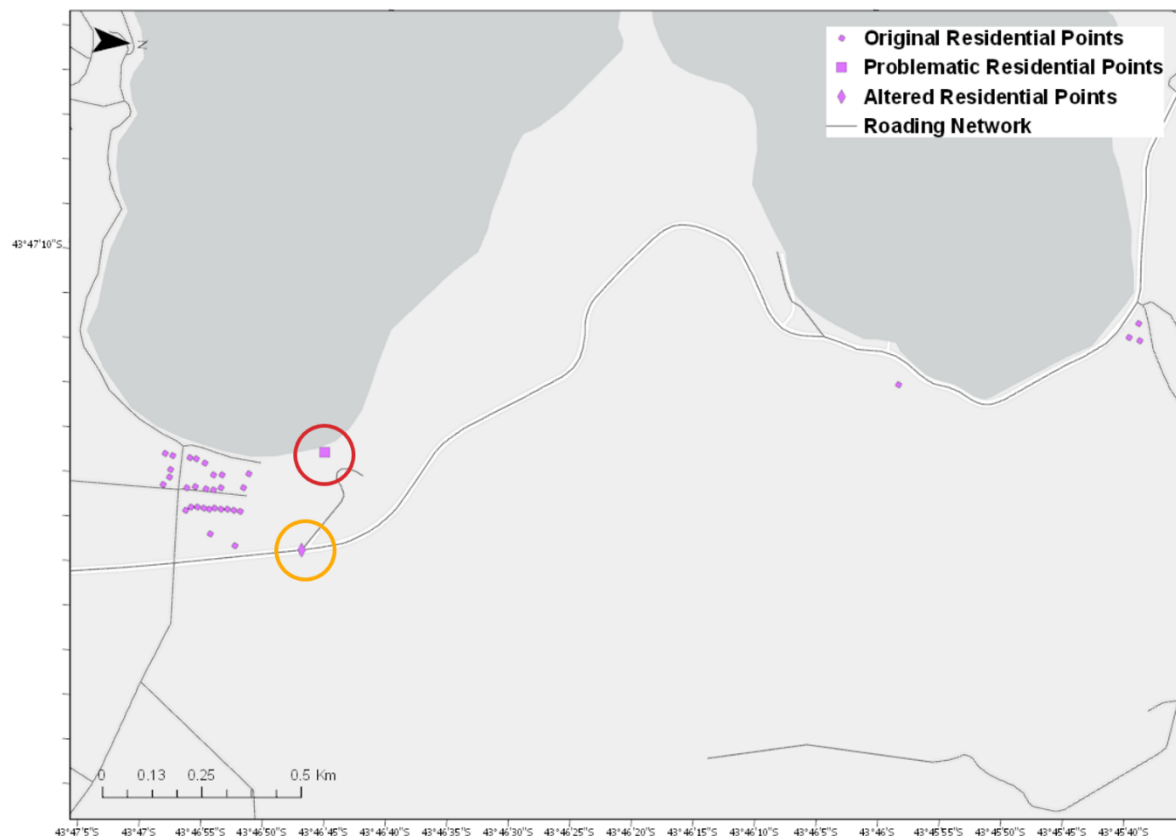 N
Original Residential Points
Problematic Residential Points
Altered Residential Points
Roading Network
43°47'10"S
0 0.13 0.25 0.5 Km
43°47'5"S 43°47'S 43°46'55"S 43°46'50"S 43°46'45"S 43°46'40"S 43°46'35"S 43°46'30"S 43°46'25"S 43°46'20"S 43°46'15"S 43°46'10"S 43°46'5"S 43°46'S 43°45'55"S 43°45'50"S 43°45'45"S 43°45'40"S